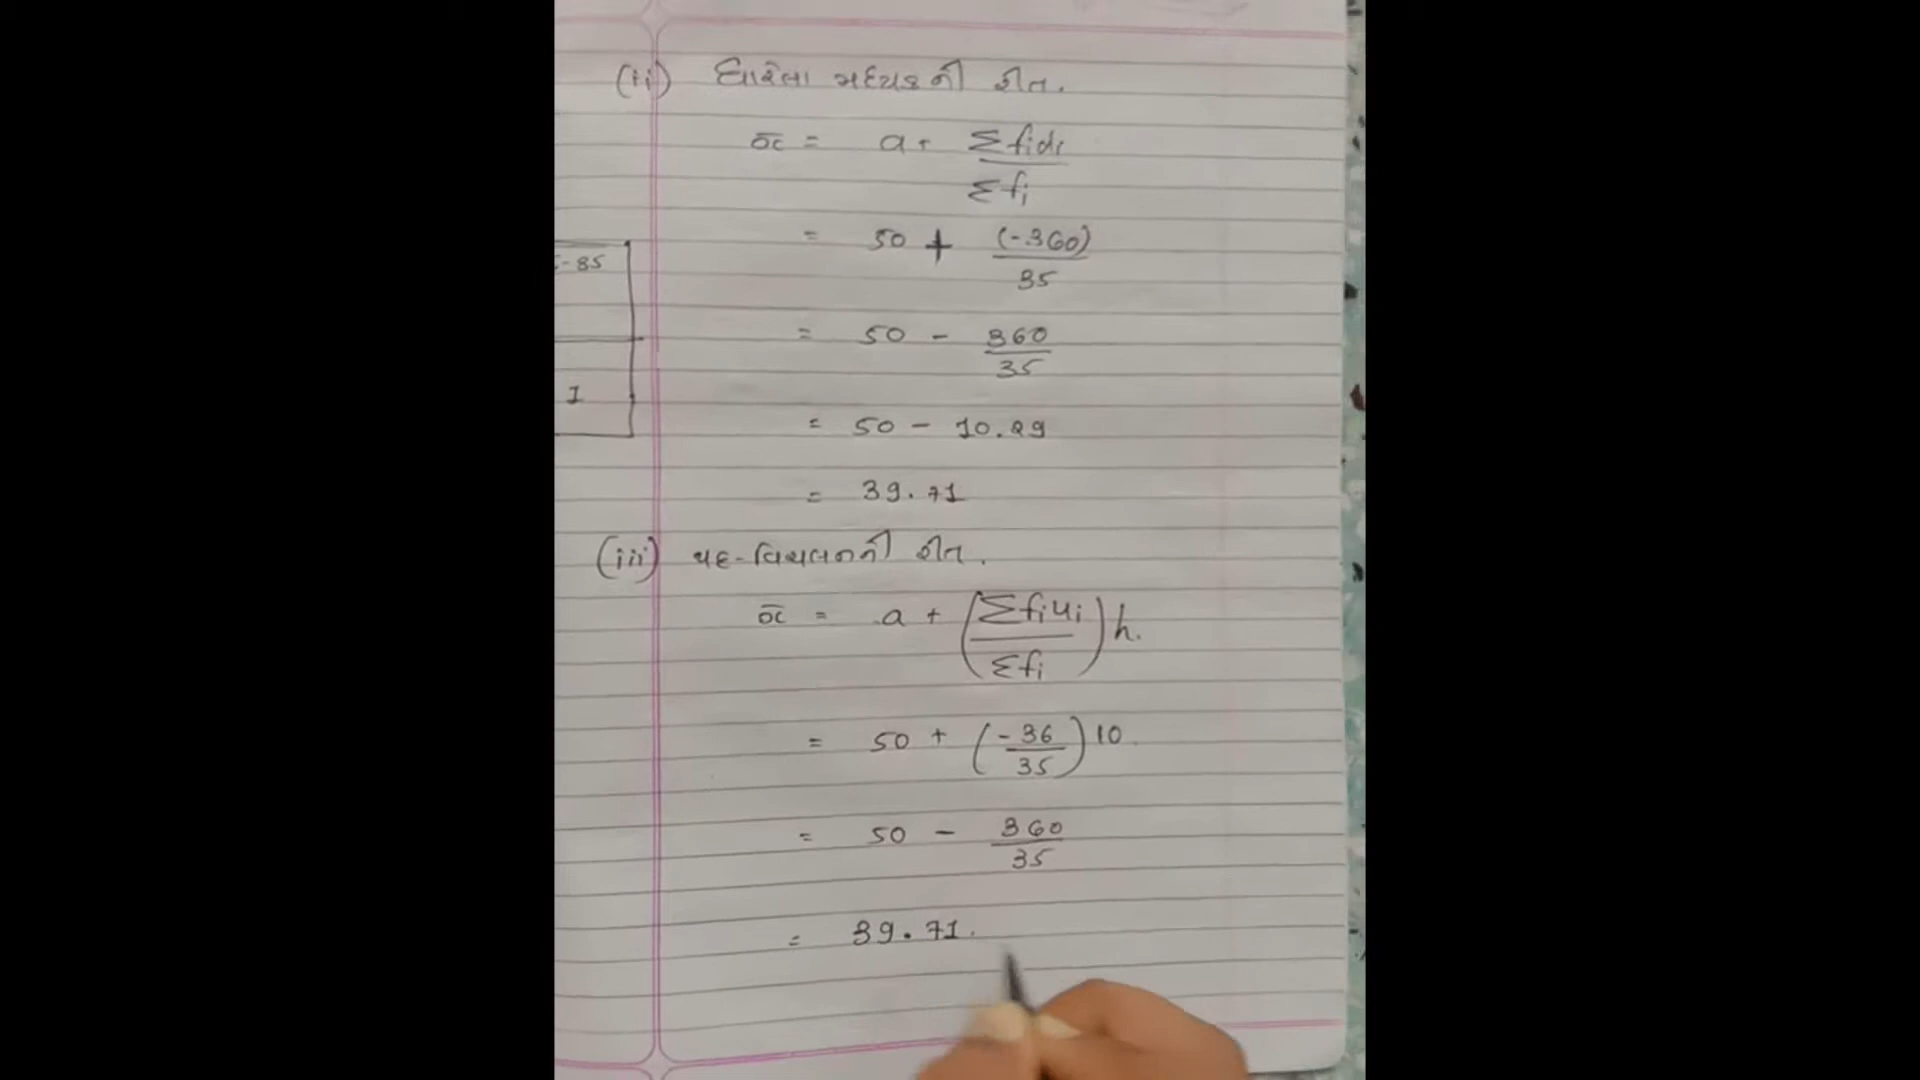 -85
1
(ii) ધારેલા મધ્યકની રીત.
x̄ = a + Σfidi / Σfi
= 50 + (-360) / 35
= 50 - 360 / 35
= 50 - 10.29
= 39.71
(iii) પદ-વિચલનની રીત.
x̄ = a + (Σfiui / Σfi) h.
= 50 + (-36 / 35) 10
= 50 - 360 / 35
= 39.71.